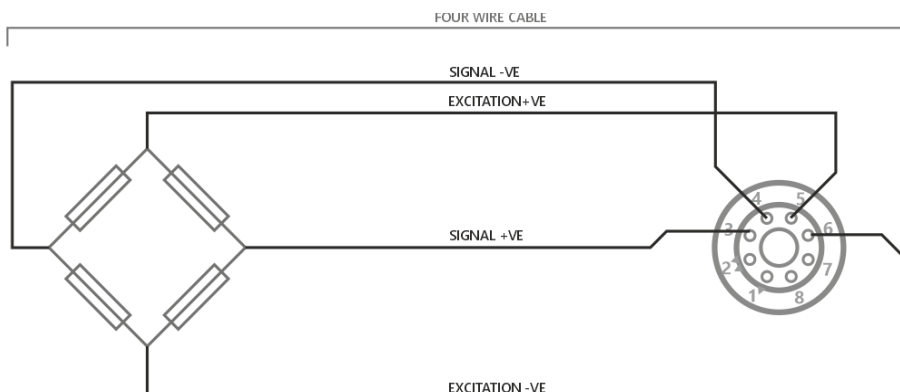 FOUR WIRE CABLE
SIGNAL -VE
EXCITATION+VE
4 5
3 6
SIGNAL +VE
2 7
1 8
EXCITATION -VE